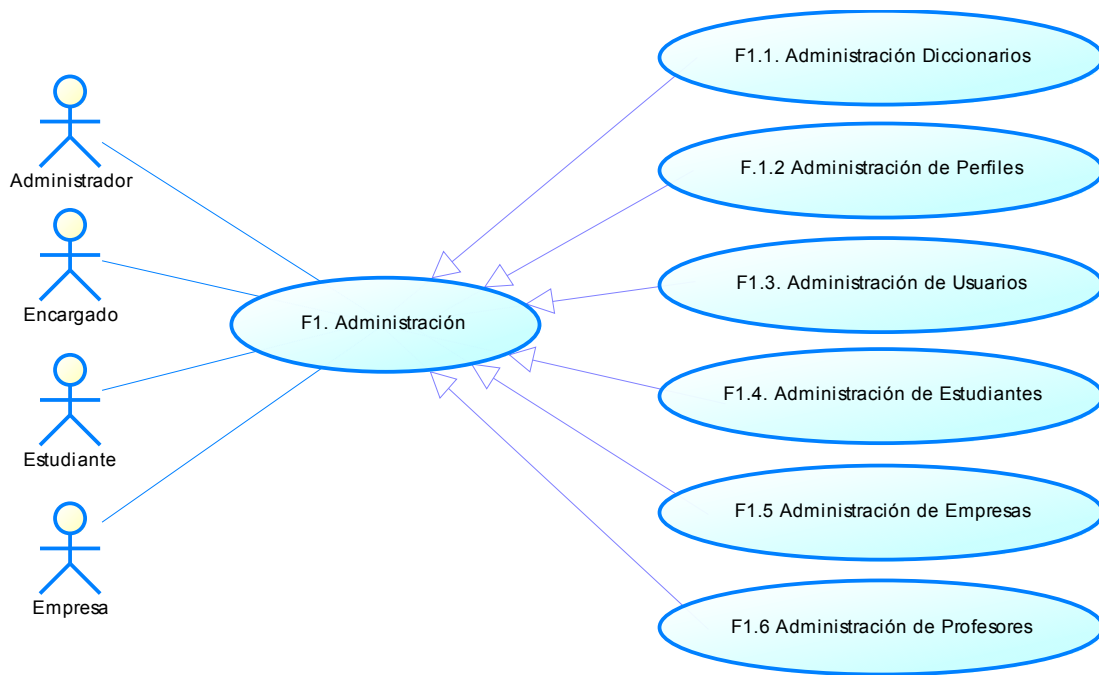 F1.1. Administración Diccionarios
Administrador
F.1.2 Administración de Perfiles
Encargado
F1.3. Administración de Usuarios
F1. Administración
Estudiante
F1.4. Administración de Estudiantes
Empresa
F1.5 Administración de Empresas
F1.6 Administración de Profesores